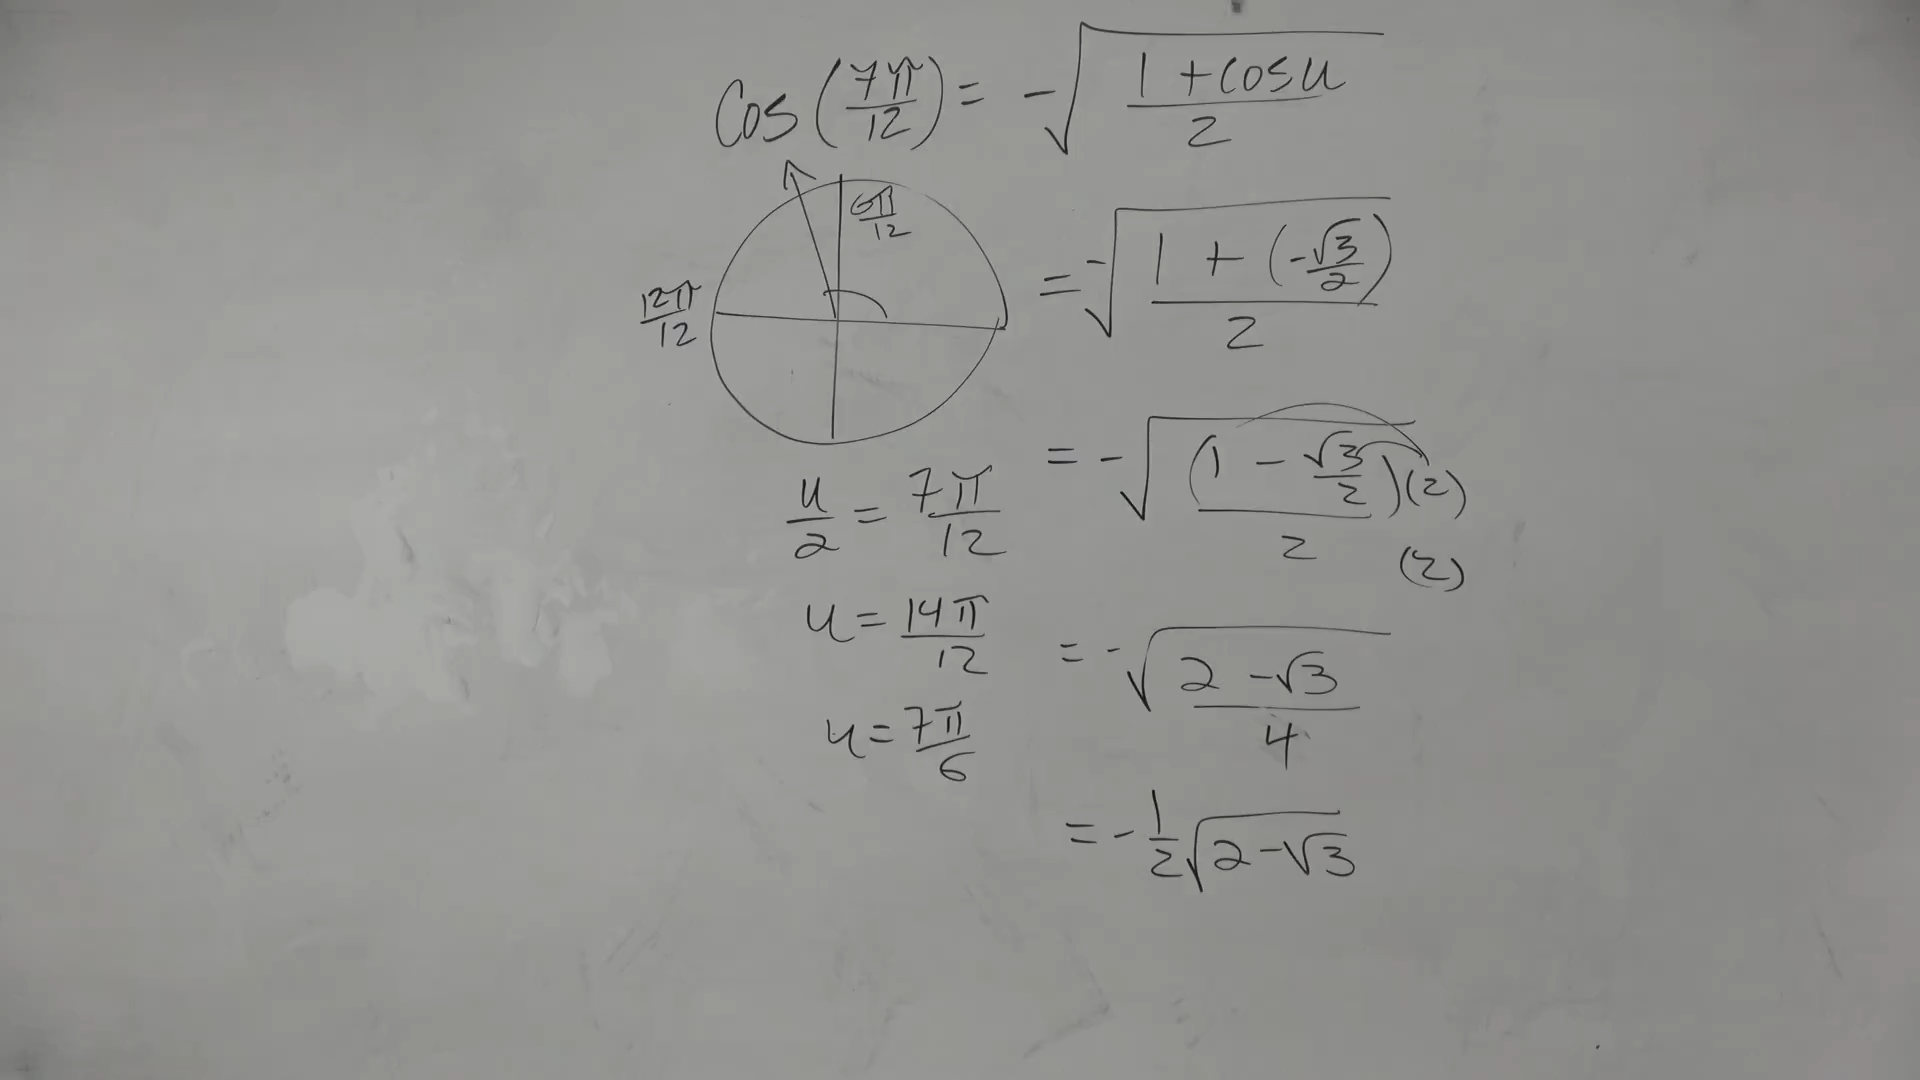 Cos(7π/12) = -√((1 + cos u)/2)
6π/12
12π/12
= -√((1 + (-√3/2))/2)
= -√(((1 - √3/2)(2))/(2(2)))
u/2 = 7π/12
u = 14π/12
= -√((2 - √3)/4)
u = 7π/6
= -1/2√(2 - √3)